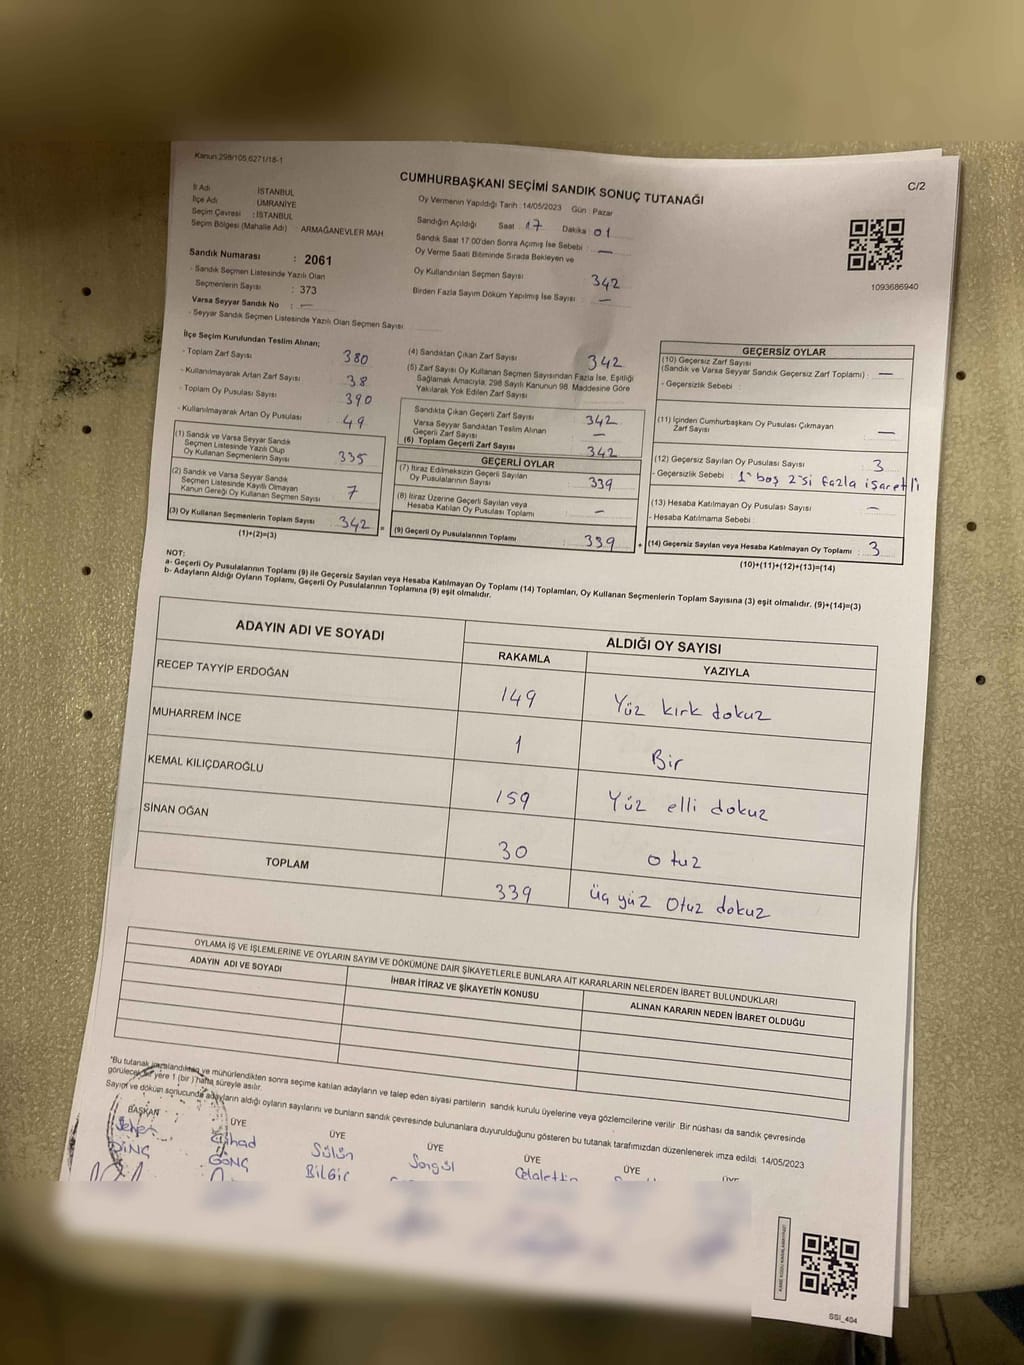 Kanun:298/105,6271/18-1
C/2
CUMHURBAŞKANI SEÇİMİ SANDIK SONUÇ TUTANAĞI
İl Adı : İSTANBUL
İlçe Adı : ÜMRANİYE
Seçim Çevresi : İSTANBUL
Seçim Bölgesi (Mahalle Adı) : ARMAĞANEVLER MAH
Oy Vermenin Yapıldığı Tarih : 14/05/2023 Gün : Pazar
Sandığın Açıldığı Saat : 17 Dakika : 01
Sandık Saat 17.00'den Sonra Açımış İse Sebebi : —
Oy Verme Saati Bitiminde Sırada Bekleyen ve
Oy Kullandırılan Seçmen Sayısı 342
Birden Fazla Sayım Döküm Yapılmış İse Sayısı : —
1093686940
Sandık Numarası : 2061
- Sandık Seçmen Listesinde Yazılı Olan
Seçmenlerin Sayısı : 373
Varsa Seyyar Sandık No : —
- Seyyar Sandık Seçmen Listesinde Yazılı Olan Seçmen Sayısı
İlçe Seçim Kurulundan Teslim Alınan;
- Toplam Zarf Sayısı 380
- Kullanılmayarak Artan Zarf Sayısı 38
- Toplam Oy Pusulası Sayısı 390
- Kullanılmayarak Artan Oy Pusulası 49
(1) Sandık ve Varsa Seyyar Sandık
Seçmen Listesinde Yazılı Olup
Oy Kullanan Seçmenlerin Sayısı 335
(2) Sandık ve Varsa Seyyar Sandık
Seçmen Listesinde Kayıtlı Olmayan
Kanun Gereği Oy Kullanan Seçmen Sayısı 7
(3) Oy Kullanan Seçmenlerin Toplam Sayısı 342 =
(1)+(2)=(3)
(4) Sandıktan Çıkan Zarf Sayısı 342
(5) Zarf Sayısı Oy Kullanan Seçmen Sayısından Fazla İse, Eşitliği
Sağlamak Amacıyla, 298 Sayılı Kanunun 98. Maddesine Göre
Yakılarak Yok Edilen Zarf Sayısı
Sandıkta Çıkan Geçerli Zarf Sayısı 342
Varsa Seyyar Sandıktan Teslim Alınan
Geçerli Zarf Sayısı —
(6) Toplam Geçerli Zarf Sayısı 342
GEÇERLİ OYLAR
(7) İtiraz Edilmeksizin Geçerli Sayılan
Oy Pusulalarının Sayısı 339
(8) İtiraz Üzerine Geçerli Sayılan veya
Hesaba Katılan Oy Pusulası Toplamı —
(9) Geçerli Oy Pusulalarının Toplamı 339 +
GEÇERSİZ OYLAR
(10) Geçersiz Zarf Sayısı
(Sandık ve Varsa Seyyar Sandık Geçersiz Zarf Toplamı) : —
- Geçersizlik Sebebi :
(11) İçinden Cumhurbaşkanı Oy Pusulası Çıkmayan
Zarf Sayısı —
(12) Geçersiz Sayılan Oy Pusulası Sayısı 3
- Geçersizlik Sebebi : 1'boş 2'si fazla işaretli
(13) Hesaba Katılmayan Oy Pusulası Sayısı —
- Hesaba Katılmama Sebebi
(14) Geçersiz Sayılan veya Hesaba Katılmayan Oy Toplamı : 3
(10)+(11)+(12)+(13)=(14)
NOT:
a- Geçerli Oy Pusulalarının Toplamı (9) ile Geçersiz Sayılan veya Hesaba Katılmayan Oy Toplamı (14) Toplamları, Oy Kullanan Seçmenlerin Toplam Sayısına (3) eşit olmalıdır. (9)+(14)=(3)
b- Adayların Aldığı Oyların Toplamı, Geçerli Oy Pusulalarının Toplamına (9) eşit olmalıdır.
ADAYIN ADI VE SOYADI
ALDIĞI OY SAYISI
RAKAMLA YAZIYLA
RECEP TAYYİP ERDOĞAN 149 Yüz kırk dokuz
MUHARREM İNCE 1 Bir
KEMAL KILIÇDAROĞLU 159 Yüz elli dokuz
SİNAN OĞAN 30 otuz
TOPLAM 339 üç yüz Otuz dokuz
OYLAMA İŞ VE İŞLEMLERİNE VE OYLARIN SAYIM VE DÖKÜMÜNE DAİR ŞİKAYETLERLE BUNLARA AİT KARARLARIN NELERDEN İBARET BULUNDUKLARI
ADAYIN ADI VE SOYADI
İHBAR İTİRAZ VE ŞİKAYETİN KONUSU
ALINAN KARARIN NEDEN İBARET OLDUĞU
*Bu tutanak imzalandıktan ve mühürlendikten sonra seçime katılan adayların ve talep eden siyasi partilerin sandık kurulu üyelerine veya gözlemcilerine verilir. Bir nüshası da sandık çevresinde
görülecek bir yere 1 (bir) hafta süreyle asılır.
Sayım ve döküm sonucunda adayların aldığı oyların sayılarını ve bunların sandık çevresinde bulunanlara duyurulduğunu gösteren bu tutanak tarafımızdan düzenlenerek imza edildi. 14/05/2023
BAŞKAN ÜYE ÜYE ÜYE ÜYE ÜYE ÜYE
DİNÇ
Cihad
GÖNÇ
BİLGİÇ
Songül
Celalettin
SSI_404